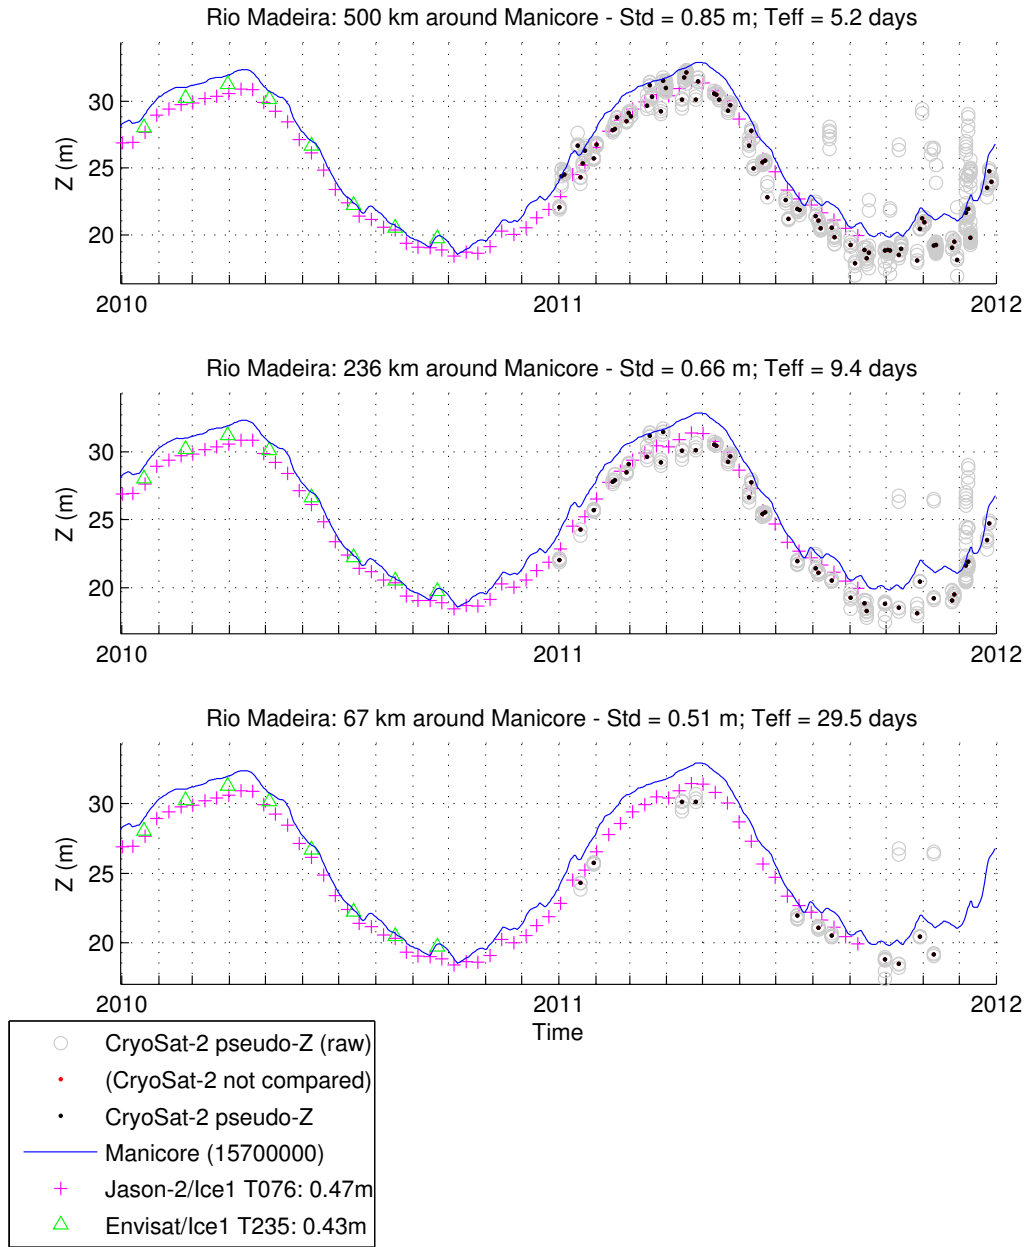 Rio Madeira: 500 km around Manicore - Std = 0.85 m; Teff = 5.2 days
30
25
20
Z (m)
2010
2011
2012
Rio Madeira: 236 km around Manicore - Std = 0.66 m; Teff = 9.4 days
30
25
20
Z (m)
2010
2011
2012
Rio Madeira: 67 km around Manicore - Std = 0.51 m; Teff = 29.5 days
30
25
20
Z (m)
2010
2011
2012
Time
CryoSat-2 pseudo-Z (raw)
(CryoSat-2 not compared)
CryoSat-2 pseudo-Z
Manicore (15700000)
Jason-2/Ice1 T076: 0.47m
Envisat/Ice1 T235: 0.43m